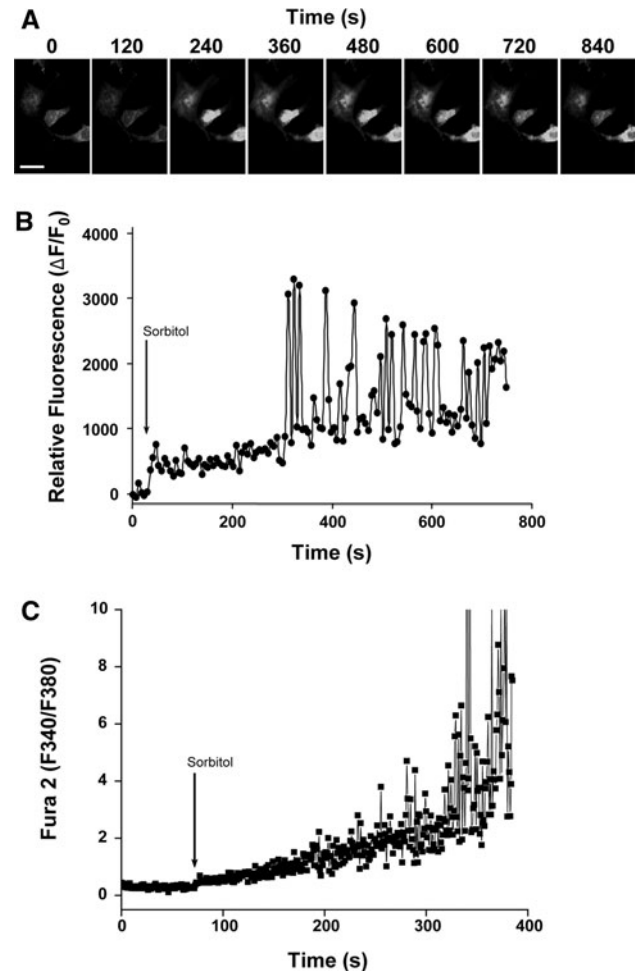 A
Time (s)
0 120 240 360 480 600 720 840
B
Relative Fluorescence (ΔF/F0)
4000
3000
2000
1000
0
Sorbitol
0 200 400 600 800
Time (s)
C
Fura 2 (F340/F380)
10
8
6
4
2
0
Sorbitol
0 100 200 300 400
Time (s)